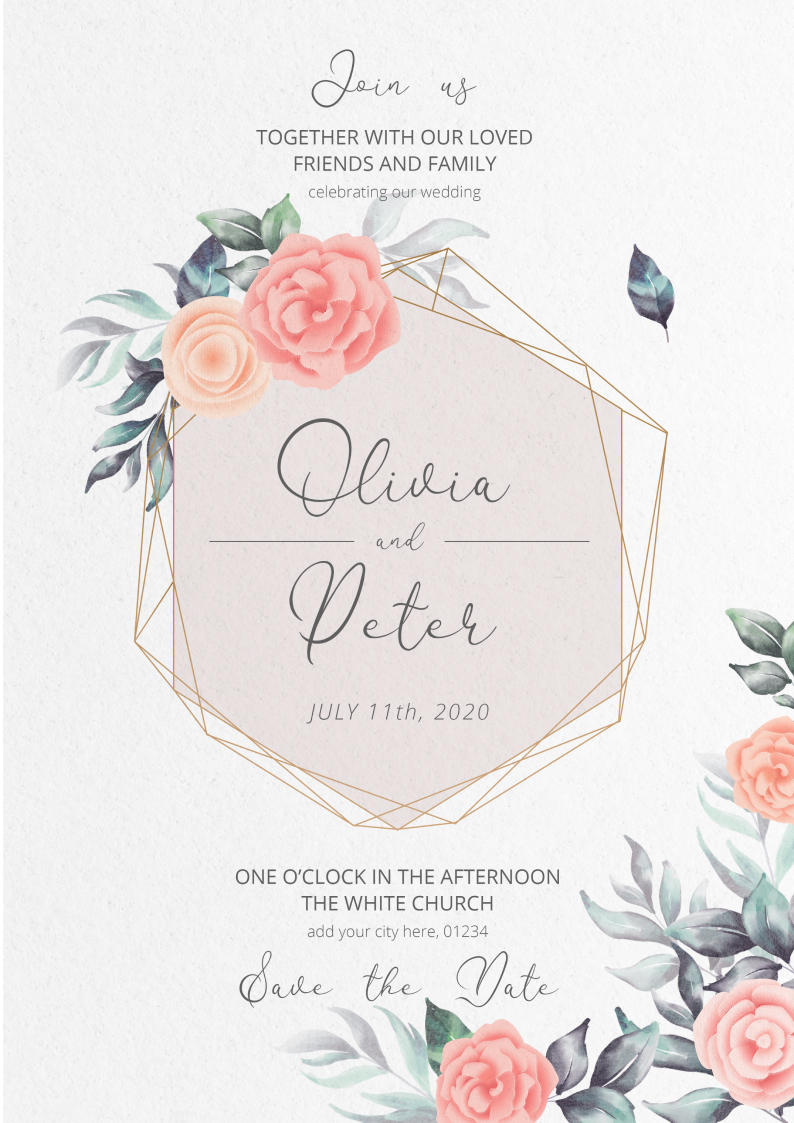 Join us
TOGETHER WITH OUR LOVED
FRIENDS AND FAMILY
celebrating our wedding
Olivia
and
Peter
JULY 11th, 2020
ONE O’CLOCK IN THE AFTERNOON
THE WHITE CHURCH
add your city here, 01234
Save the Date